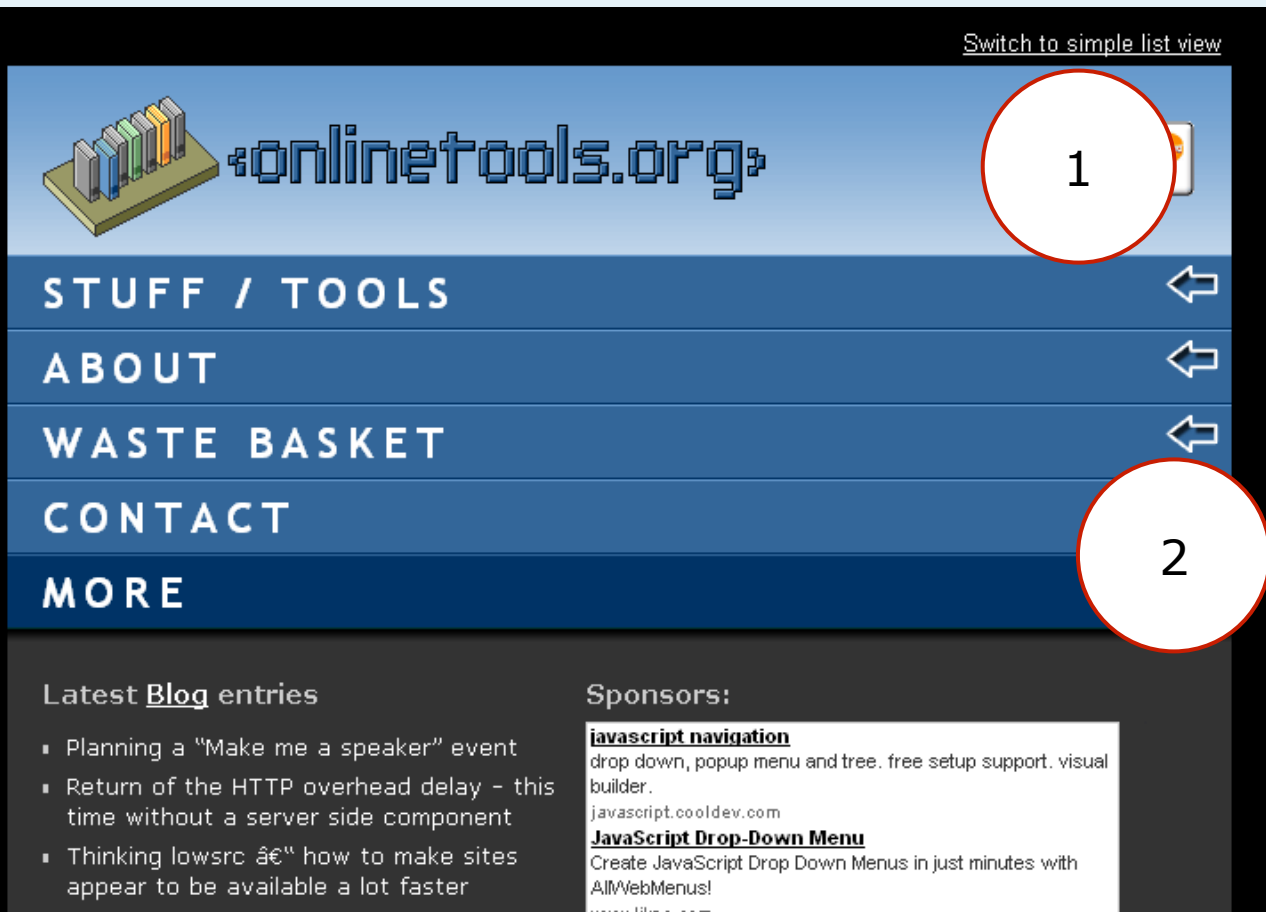 Switch to simple list view
<onlinetools.org>
1
STUFF / TOOLS
ABOUT
WASTE BASKET
CONTACT
2
MORE
Latest Blog entries
Planning a “Make me a speaker” event
Return of the HTTP overhead delay – this
time without a server side component
Thinking lowsrc â€“ how to make sites
appear to be available a lot faster
Sponsors:
javascript navigation
drop down, popup menu and tree. free setup support. visual
builder.
javascript.cooldev.com
JavaScript Drop-Down Menu
Create JavaScript Drop Down Menus in just minutes with
AllWebMenus!